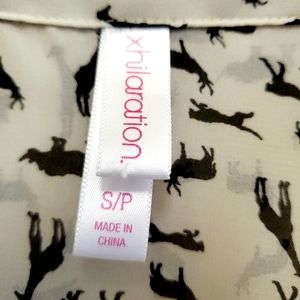 xhilaration.
S/P
MADE IN
CHINA